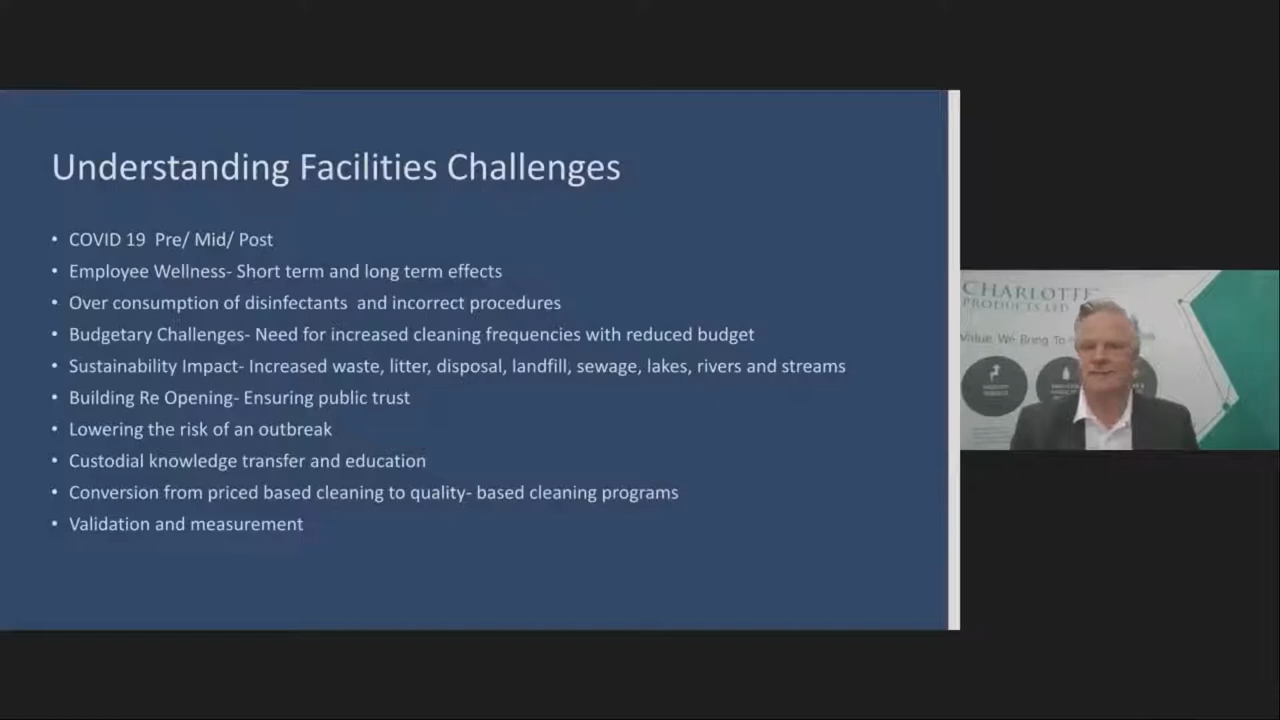 Understanding Facilities Challenges
• COVID 19  Pre/ Mid/ Post
• Employee Wellness- Short term and long term effects
• Over consumption of disinfectants  and incorrect procedures
• Budgetary Challenges- Need for increased cleaning frequencies with reduced budget
• Sustainability Impact- Increased waste, litter, disposal, landfill, sewage, lakes, rivers and streams
• Building Re Opening- Ensuring public trust
• Lowering the risk of an outbreak
• Custodial knowledge transfer and education
• Conversion from priced based cleaning to quality- based cleaning programs
• Validation and measurement
CHARLOTTE
PRODUCTS LTD
Value We Bring To